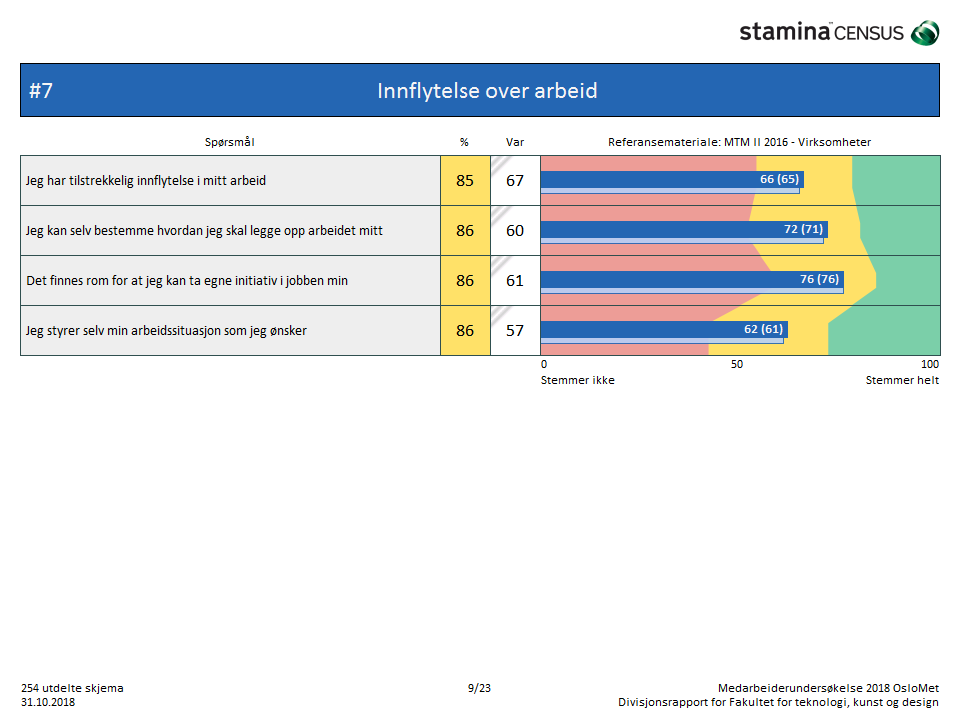 stamina™CENSUS
#7 Innflytelse over arbeid
Spørsmål % Var Referansemateriale: MTM II 2016 - Virksomheter
Jeg har tilstrekkelig innflytelse i mitt arbeid 85 67 66 (65)
Jeg kan selv bestemme hvordan jeg skal legge opp arbeidet mitt 86 60 72 (71)
Det finnes rom for at jeg kan ta egne initiativ i jobben min 86 61 76 (76)
Jeg styrer selv min arbeidssituasjon som jeg ønsker 86 57 62 (61)
0 50 100
Stemmer ikke Stemmer helt
254 utdelte skjema 9/23 Medarbeiderundersøkelse 2018 OsloMet
31.10.2018 Divisjonsrapport for Fakultet for teknologi, kunst og design